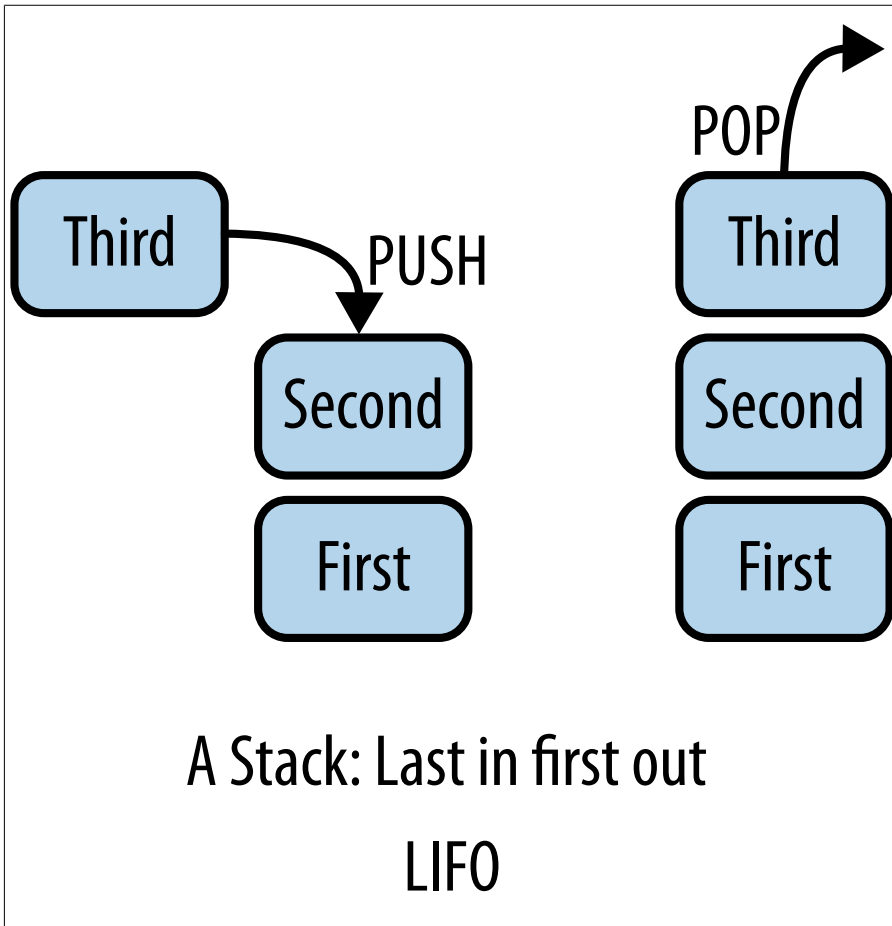 Third
PUSH
Second
First
POP
Third
Second
First
A Stack: Last in first out
LIFO